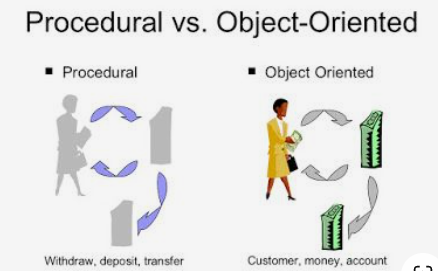 Procedural vs. Object-Oriented
▪ Procedural
▪ Object Oriented
Withdraw, deposit, transfer
Customer, money, account